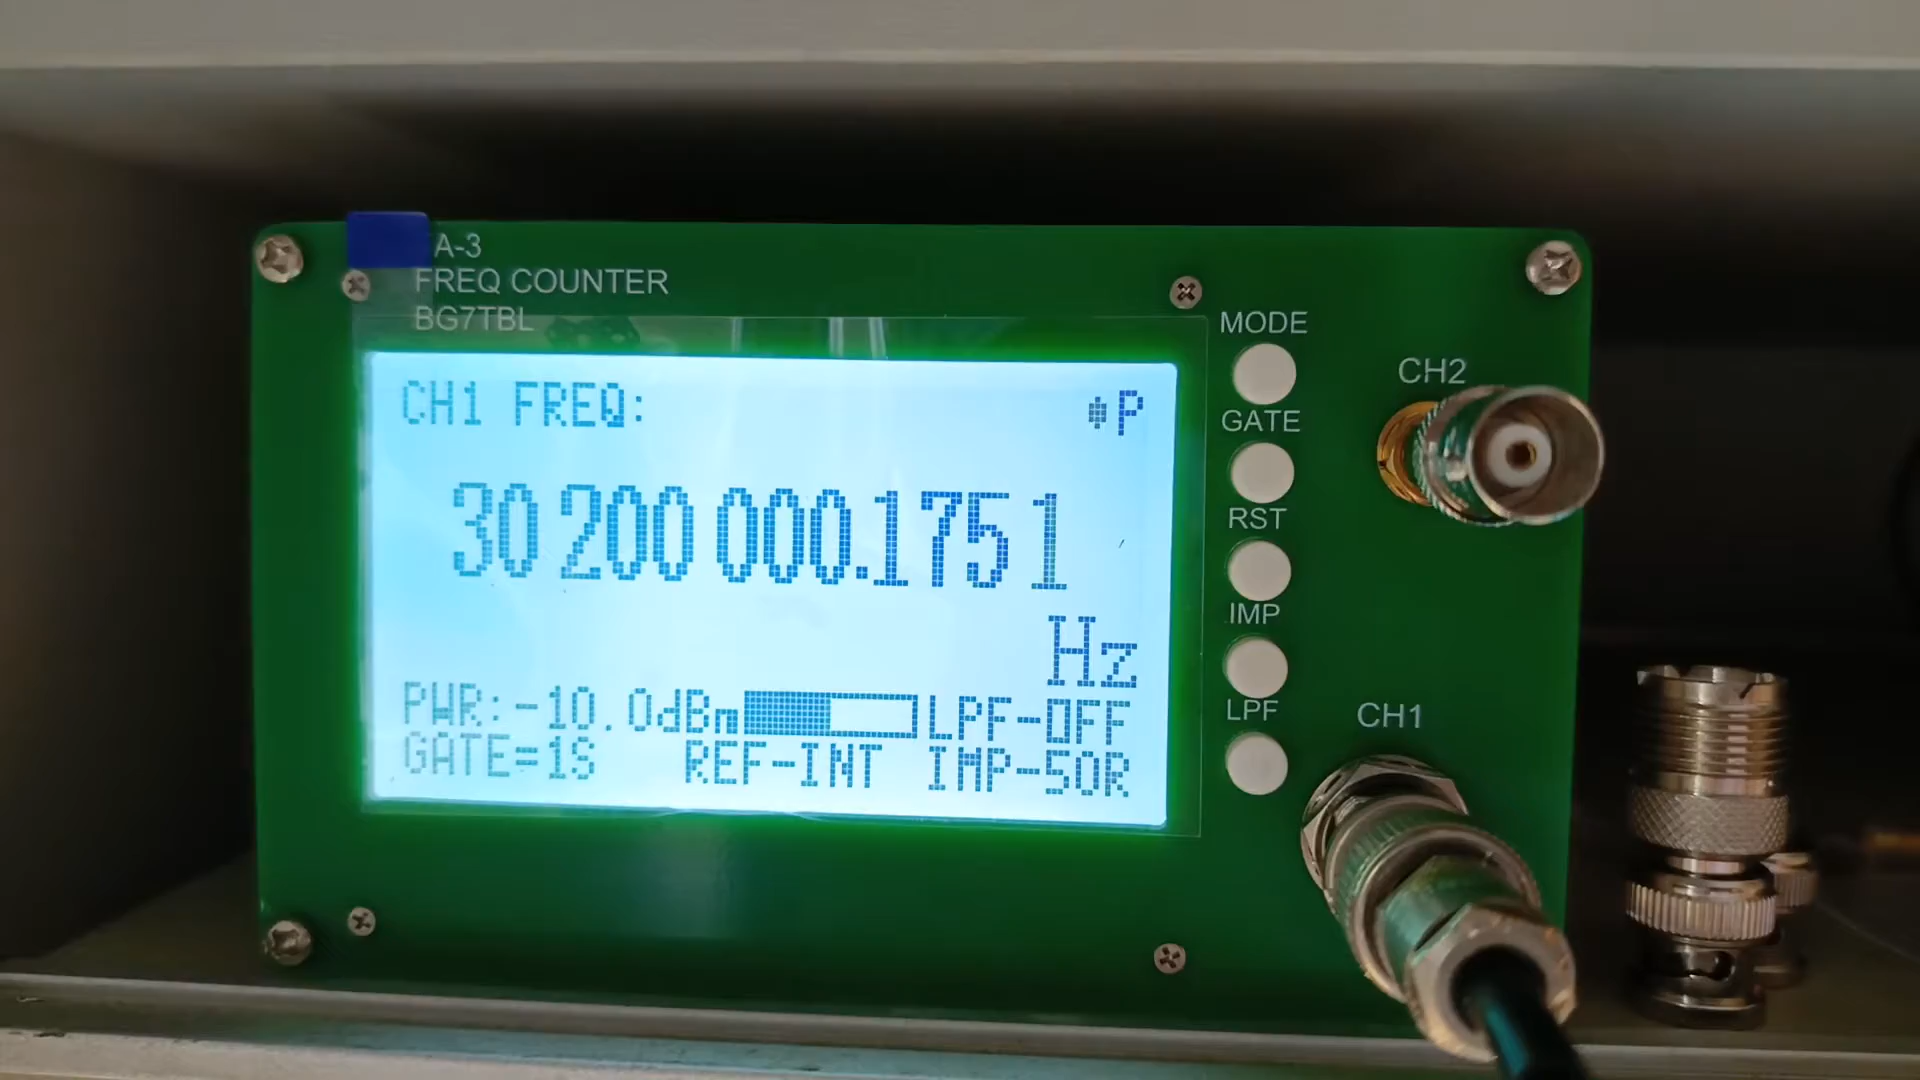 A-3
FREQ COUNTER
BG7TBL
CH1 FREQ:
P
30 200 000.175 1
Hz
PWR:-10.0dBm
LPF-OFF
GATE=1S
REF-INT
IMP-50R
MODE
GATE
RST
IMP
LPF
CH2
CH1